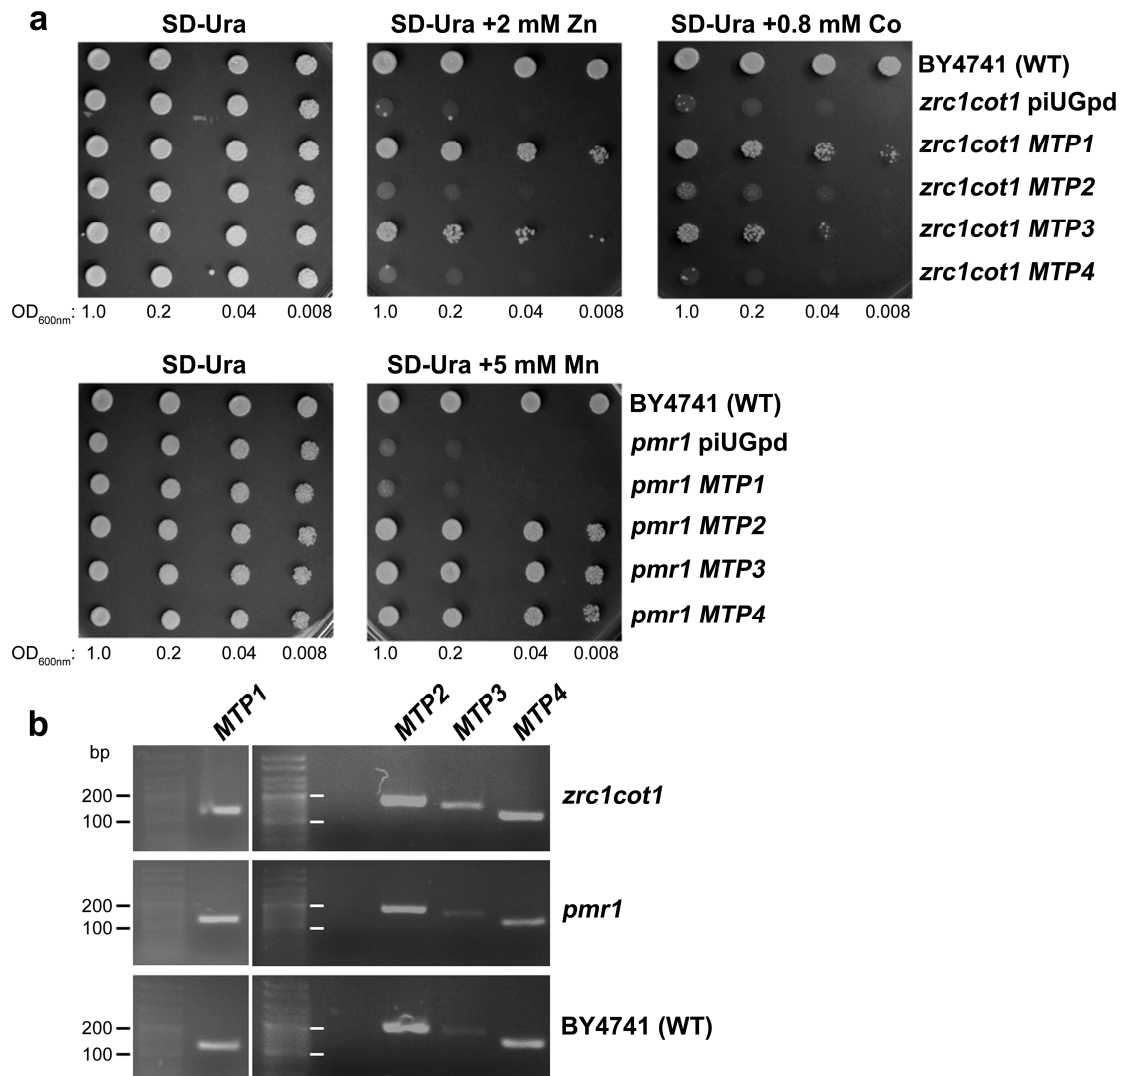 a
SD-Ura
SD-Ura +2 mM Zn
SD-Ura +0.8 mM Co
BY4741 (WT)
zrc1cot1 piUGpd
zrc1cot1 MTP1
zrc1cot1 MTP2
zrc1cot1 MTP3
zrc1cot1 MTP4
OD600nm: 1.0 0.2 0.04 0.008 1.0 0.2 0.04 0.008 1.0 0.2 0.04 0.008
SD-Ura
SD-Ura +5 mM Mn
BY4741 (WT)
pmr1 piUGpd
pmr1 MTP1
pmr1 MTP2
pmr1 MTP3
pmr1 MTP4
OD600nm: 1.0 0.2 0.04 0.008 1.0 0.2 0.04 0.008
b
MTP1 MTP2 MTP3 MTP4
bp
200
100
zrc1cot1
200
100
pmr1
200
100
BY4741 (WT)